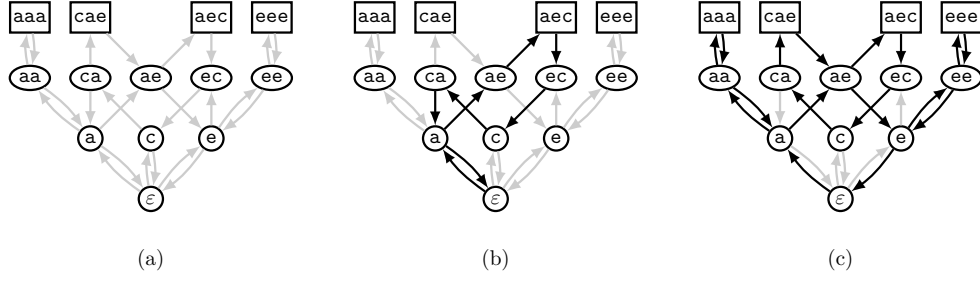 aaa cae aec eee aaa cae aec eee aaa cae aec eee
aa ca ae ec ee aa ca ae ec ee aa ca ae ec ee
a c e a c e a c e
ε ε ε
(a) (b) (c)